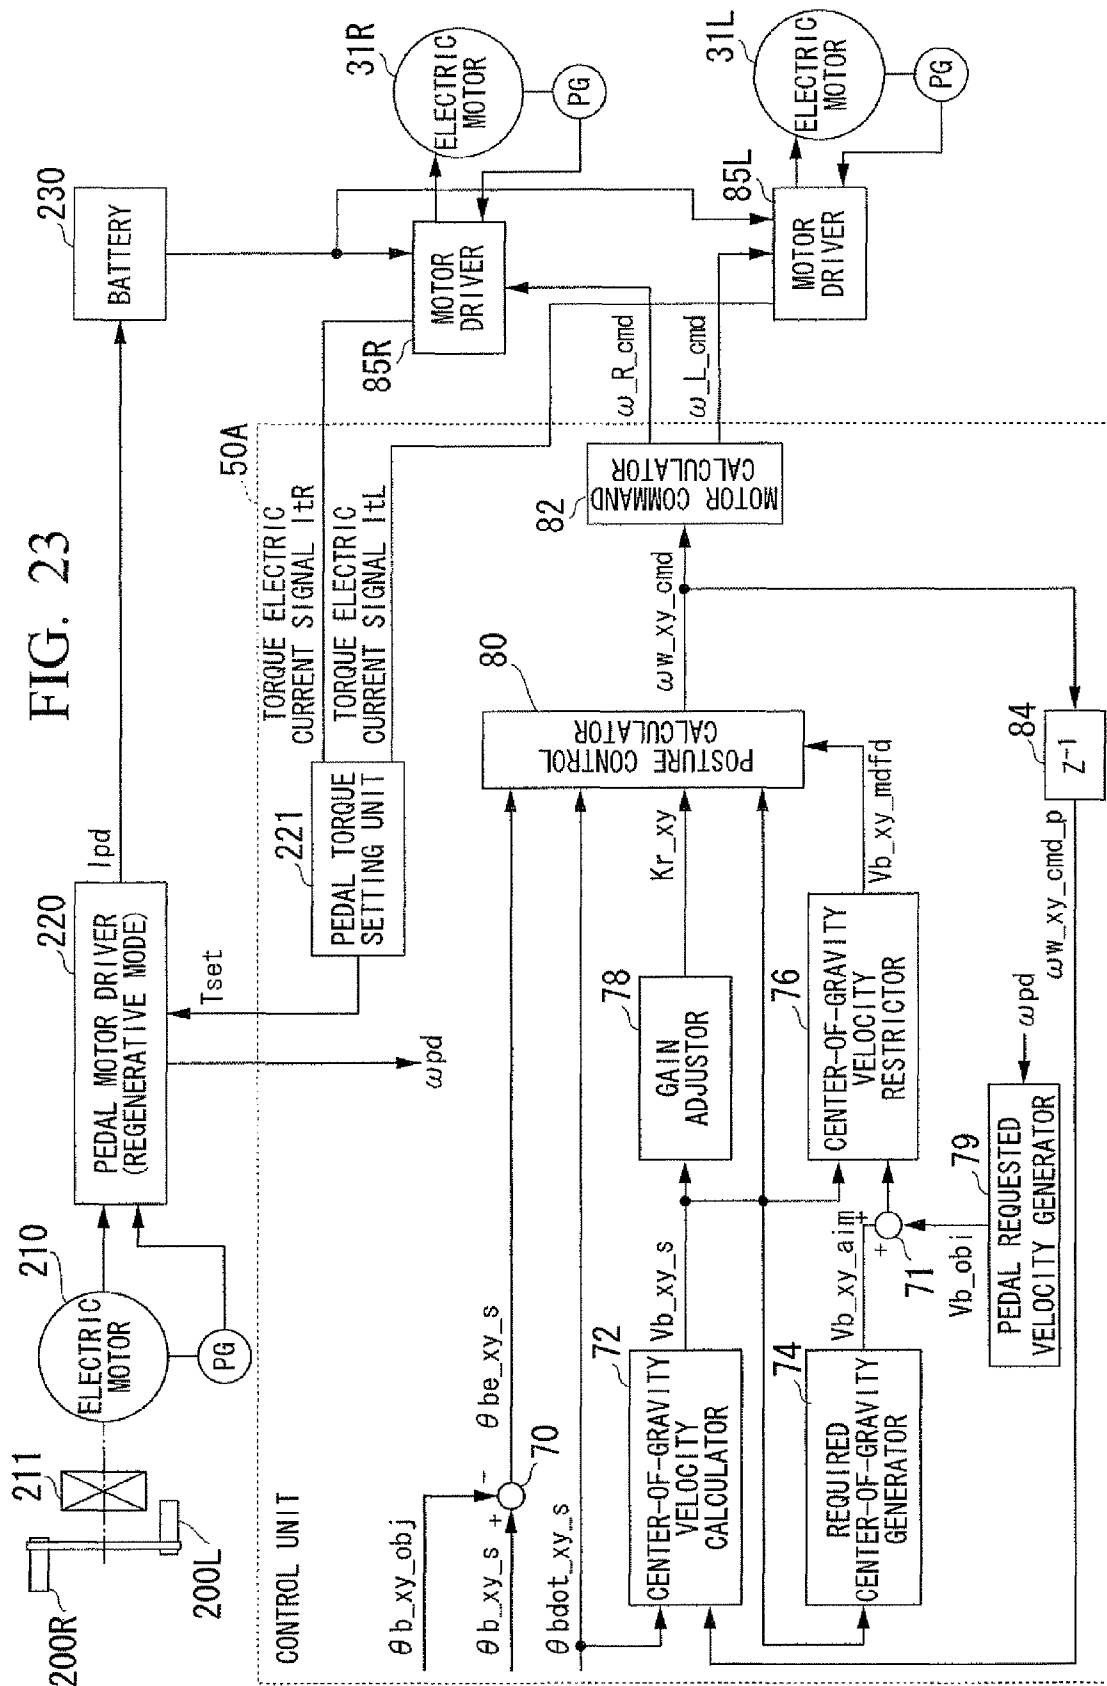 FIG. 23
200R
200L
211
ELECTRIC
MOTOR
210
PG
PEDAL MOTOR DRIVER
(REGENERATIVE MODE)
220
Ipd
BATTERY
230
Tset
ωpd
CONTROL UNIT
50A
PEDAL TORQUE
SETTING UNIT
221
TORQUE ELECTRIC
CURRENT SIGNAL ItR
TORQUE ELECTRIC
CURRENT SIGNAL ItL
MOTOR
DRIVER
85R
ELECTRIC
MOTOR
31R
PG
MOTOR
DRIVER
85L
ELECTRIC
MOTOR
31L
PG
θb_xy_obj
θb_xy_s
+
-
70
θbe_xy_s
θbdot_xy_s
CENTER-OF-GRAVITY
VELOCITY
CALCULATOR
72
Vb_xy_s
GAIN
ADJUSTOR
78
Kr_xy
POSTURE CONTROL
CALCULATOR
80
ωw_xy_cmd
MOTOR COMMAND
CALCULATOR
82
ω_R_cmd
ω_L_cmd
REQUIRED
CENTER-OF-GRAVITY
GENERATOR
74
Vb_xy_aim
+
+
71
CENTER-OF-GRAVITY
VELOCITY
RESTRICTOR
76
Vb_xy_mdfd
Vb_obj
PEDAL REQUESTED
VELOCITY GENERATOR
79
ωpd
ωw_xy_cmd_p
Z⁻¹
84